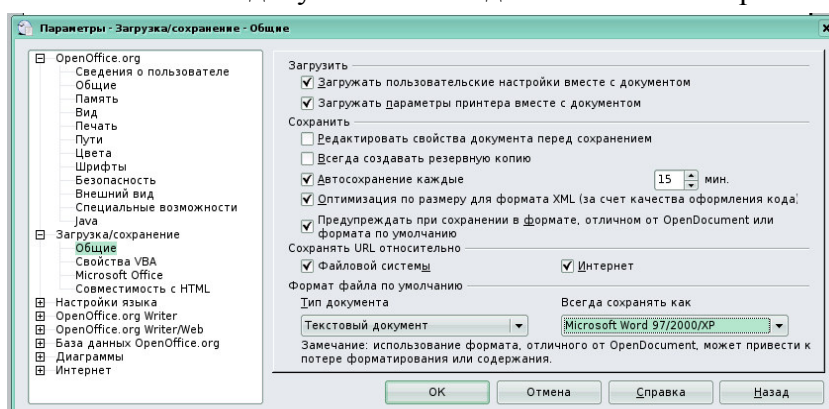 Параметры - Загрузка/сохранение - Общие
OpenOffice.org
Сведения о пользователе
Общие
Память
Вид
Печать
Пути
Цвета
Шрифты
Безопасность
Внешний вид
Специальные возможности
Java
Загрузка/сохранение
Общие
Свойства VBA
Microsoft Office
Совместимость с HTML
Настройки языка
OpenOffice.org Writer
OpenOffice.org Writer/Web
База данных OpenOffice.org
Диаграммы
Интернет
Загрузить
Загружать пользовательские настройки вместе с документом
Загружать параметры принтера вместе с документом
Сохранить
Редактировать свойства документа перед сохранением
Всегда создавать резервную копию
Автосохранение каждые 15 мин.
Оптимизация по размеру для формата XML (за счет качества оформления кода)
Предупреждать при сохранении в формате, отличном от OpenDocument или
формата по умолчанию
Сохранять URL относительно
Файловой системы Интернет
Формат файла по умолчанию
Тип документа Всегда сохранять как
Текстовый документ Microsoft Word 97/2000/XP
Замечание: использование формата, отличного от OpenDocument, может привести к
потере форматирования или содержания.
OK Отмена Справка Назад